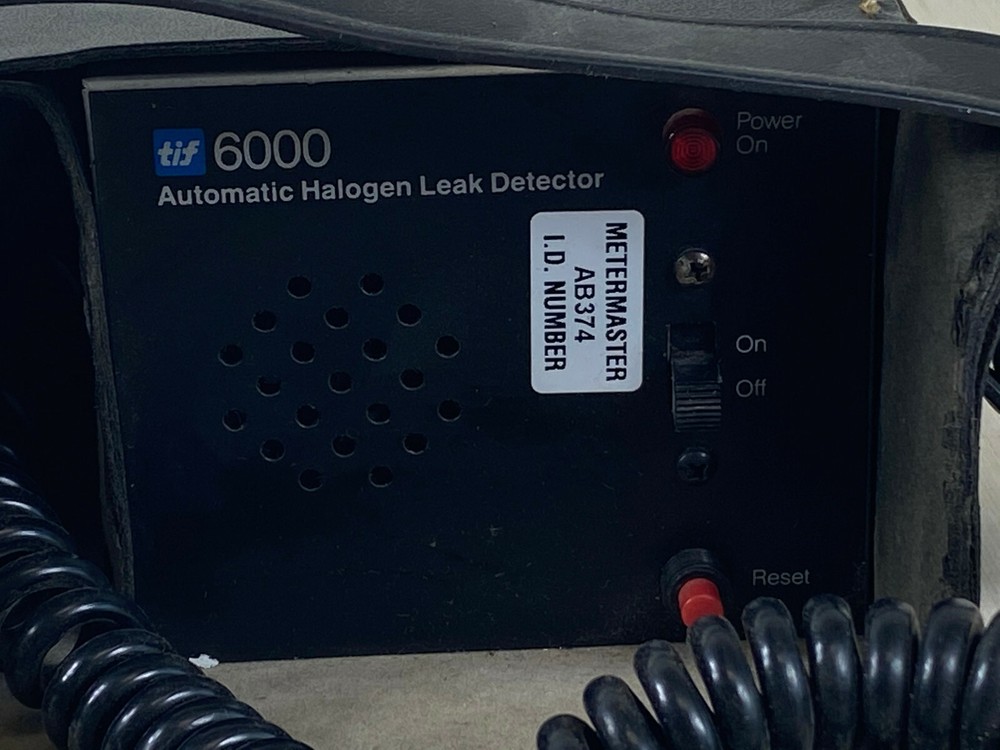 tif 6000
Automatic Halogen Leak Detector
Power
On
METERMASTER
AB374
I.D. NUMBER
On
Off
Reset